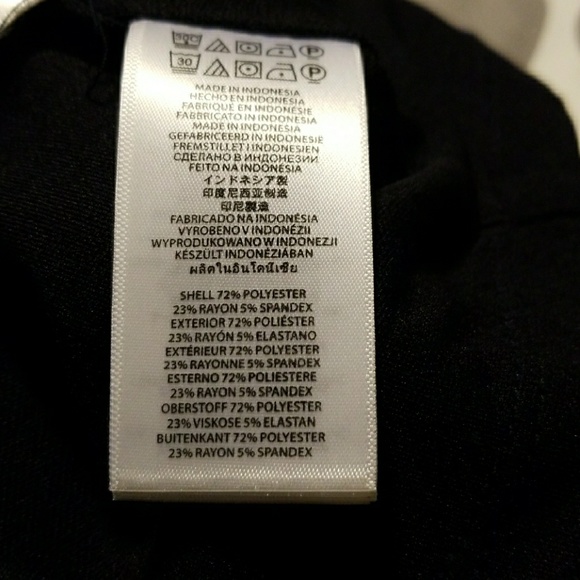 30C
P
30
P
MADE IN INDONESIA
HECHO EN INDONESIA
FABRIQUÉ EN INDONÉSIE
FABBRICATO IN INDONESIA
MADE IN INDONESIA
GEFABRICEERD IN INDONESIE
FREMSTILLET I INDONESIEN
СДЕЛАНО В ИНДОНЕЗИИ
FEITO NA INDONÉSIA
インドネシア製
印度尼西亚制造
印尼製造
FABRICADO NA INDONÉSIA
VYROBENO V INDONÉZII
WYPRODUKOWANO W INDONEZJI
KÉSZÜLT INDONÉZIÁBAN
ผลิตในอินโดนีเซีย
SHELL 72% POLYESTER
23% RAYON 5% SPANDEX
EXTERIOR 72% POLIÉSTER
23% RAYÓN 5% ELASTANO
EXTÉRIEUR 72% POLYESTER
23% RAYONNE 5% SPANDEX
ESTERNO 72% POLIESTERE
23% RAYON 5% SPANDEX
OBERSTOFF 72% POLYESTER
23% VISKOSE 5% ELASTAN
BUITENKANT 72% POLYESTER
23% RAYON 5% SPANDEX